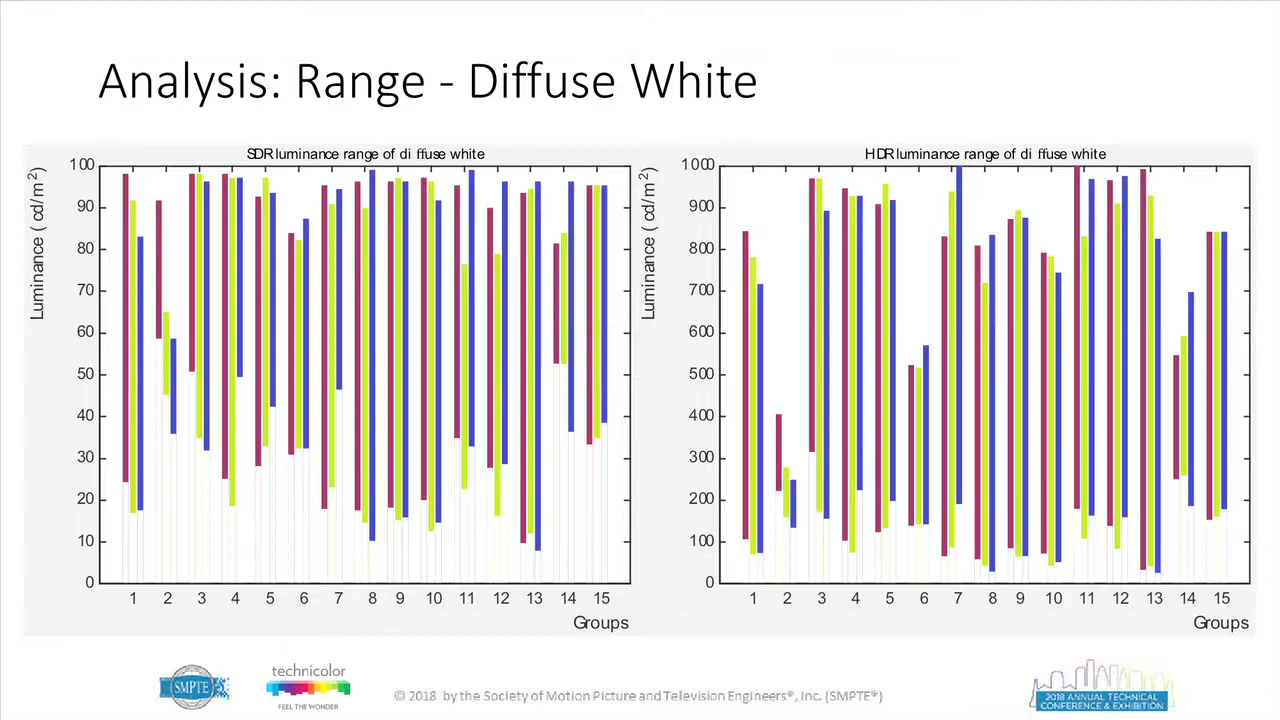 Analysis: Range - Diffuse White
SDR luminance range of diffuse white
Luminance (cd/m²)
100
90
80
70
60
50
40
30
20
10
0
1 2 3 4 5 6 7 8 9 10 11 12 13 14 15
Groups
HDR luminance range of diffuse white
Luminance (cd/m²)
1000
900
800
700
600
500
400
300
200
100
0
1 2 3 4 5 6 7 8 9 10 11 12 13 14 15
Groups
SMPTE
technicolor
FEEL THE WONDER
© 2018 by the Society of Motion Picture and Television Engineers®, Inc. (SMPTE®)
2018 ANNUAL TECHNICAL
CONFERENCE & EXHIBITION